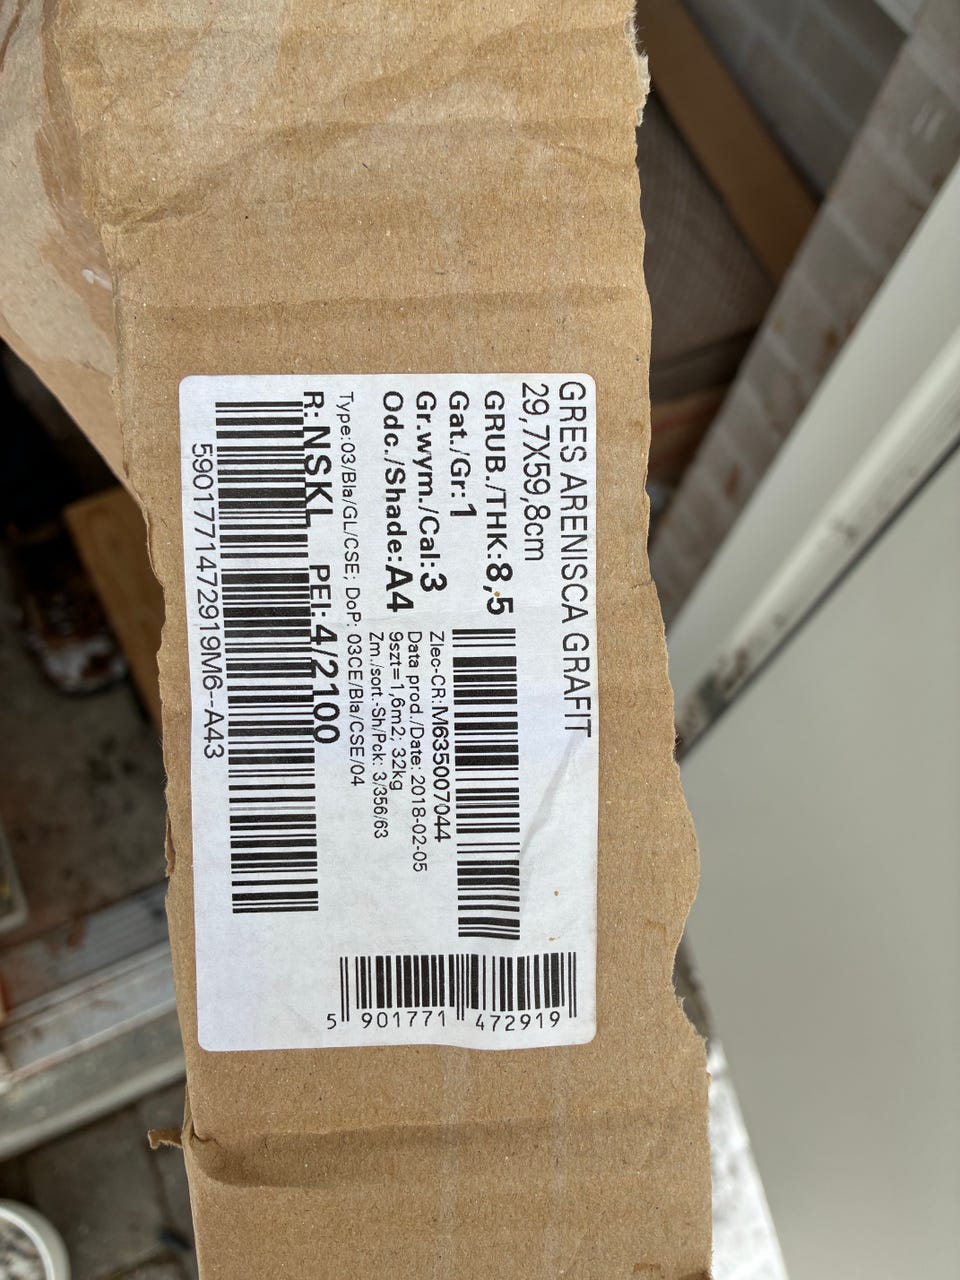 GRES ARENISCA GRAFIT
29,7X59,8cm
GRUB./THK:8,5
Gat./Gr:1
Gr.wym./Cal:3
Odc./Shade:A4
Zlec-CR:M635007044
Data prod./Date: 2018-02-05
9szt=1,6m2; 32kg
Zm./sort.-Sh/Pck: 3/356/63
Type:03/Bla/GL/CSE; DoP: 03CE/Bla/CSE/04
R: NSKL PEI: 4/2100
5901771472919M6--A43
5 901771 472919